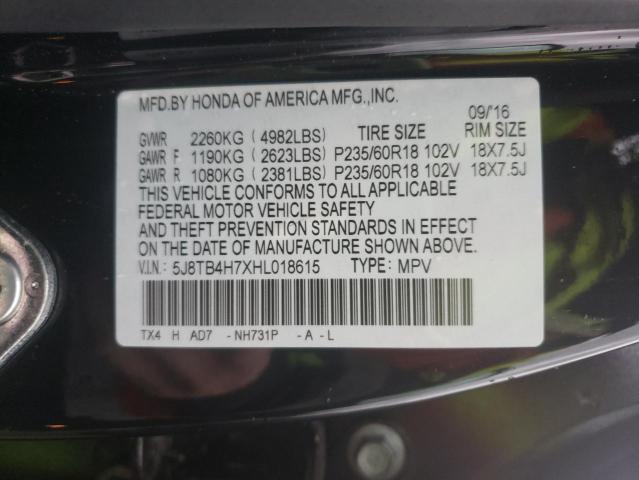 MFD.BY HONDA OF AMERICA MFG.,INC. 09/'16
GVWR 2260KG (4982LBS) TIRE SIZE RIM SIZE
GAWR F 1190KG (2623LBS) P235/60R18 102V 18X7.5J
GAWR R 1080KG (2381LBS) P235/60R18 102V 18X7.5J
THIS VEHICLE CONFORMS TO ALL APPLICABLE
FEDERAL MOTOR VEHICLE SAFETY
AND THEFT PREVENTION STANDARDS IN EFFECT
ON THE DATE OF MANUFACTURE SHOWN ABOVE.
V.I.N.: 5J8TB4H7XHL018615 TYPE: MPV
TX4 H AD7 -NH731P -A-L